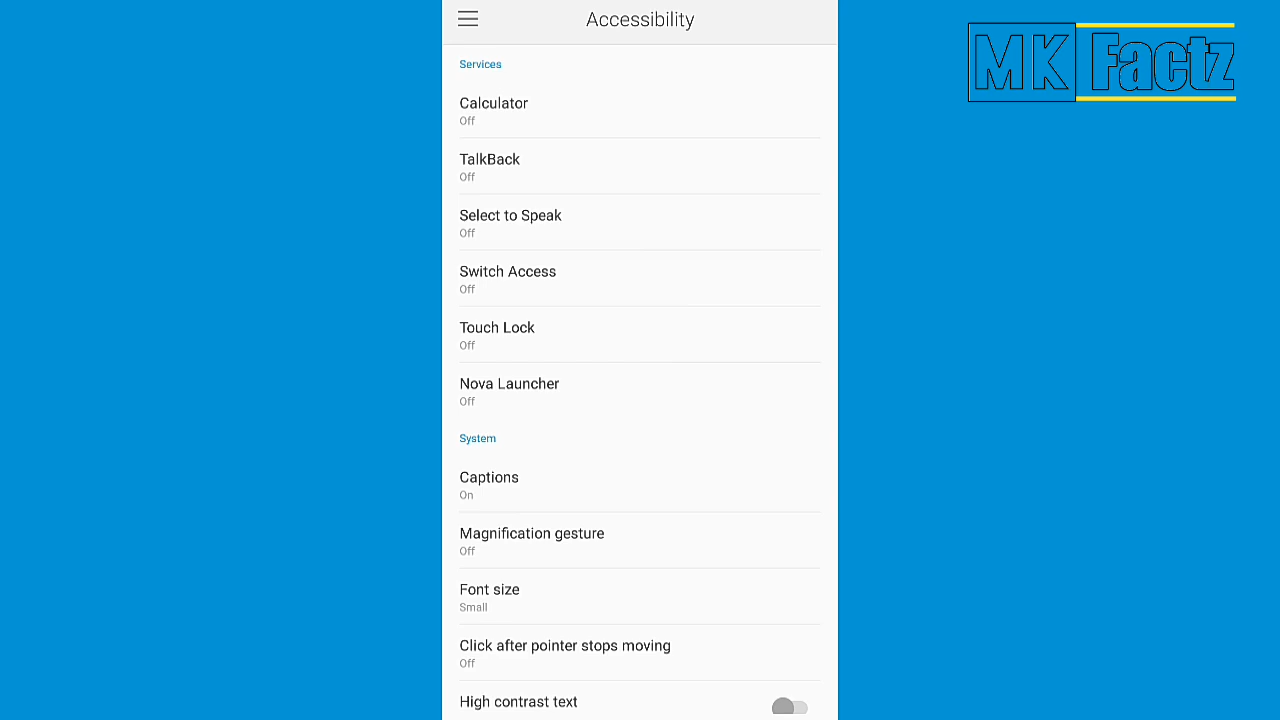 Accessibility
MK Factz
Services
Calculator
Off
TalkBack
Off
Select to Speak
Off
Switch Access
Off
Touch Lock
Off
Nova Launcher
Off
System
Captions
On
Magnification gesture
Off
Font size
Small
Click after pointer stops moving
Off
High contrast text